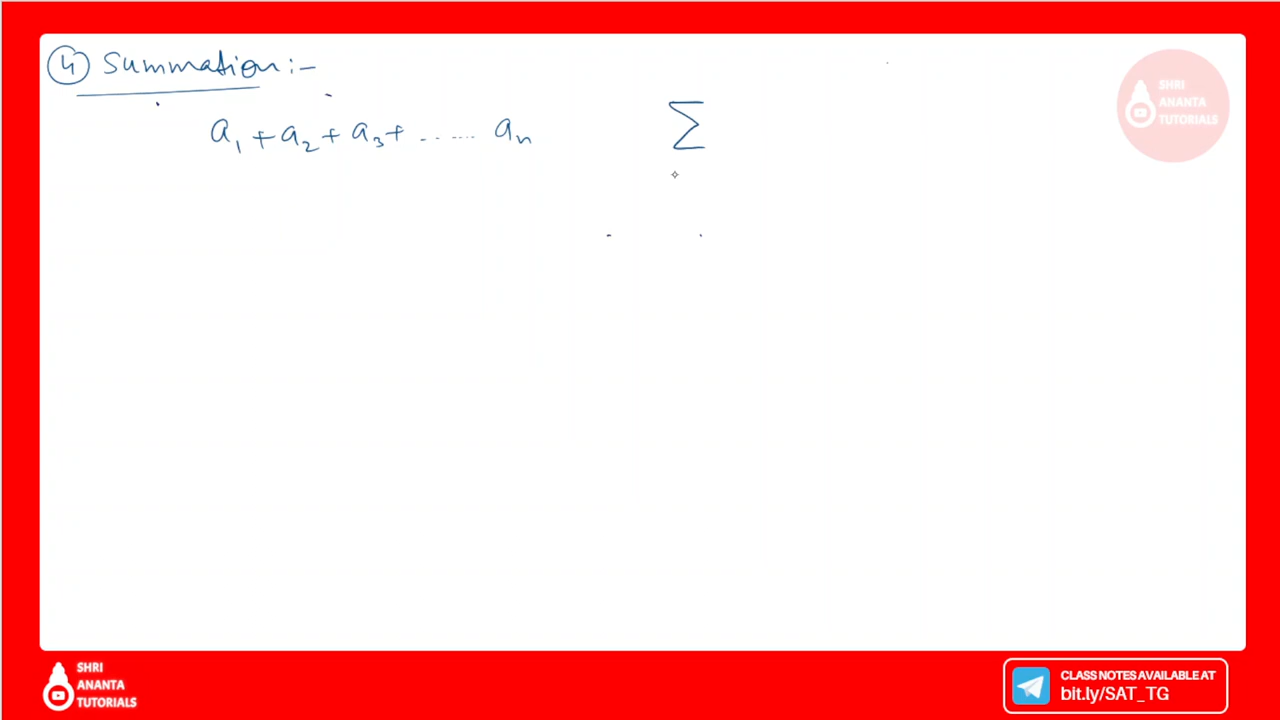 4 Summation:-
a₁ + a₂ + a₃ + ...... aₙ ∑
SHRI
ANANTA
TUTORIALS
SHRI
ANANTA
TUTORIALS
CLASS NOTES AVAILABLE AT
bit.ly/SAT_TG